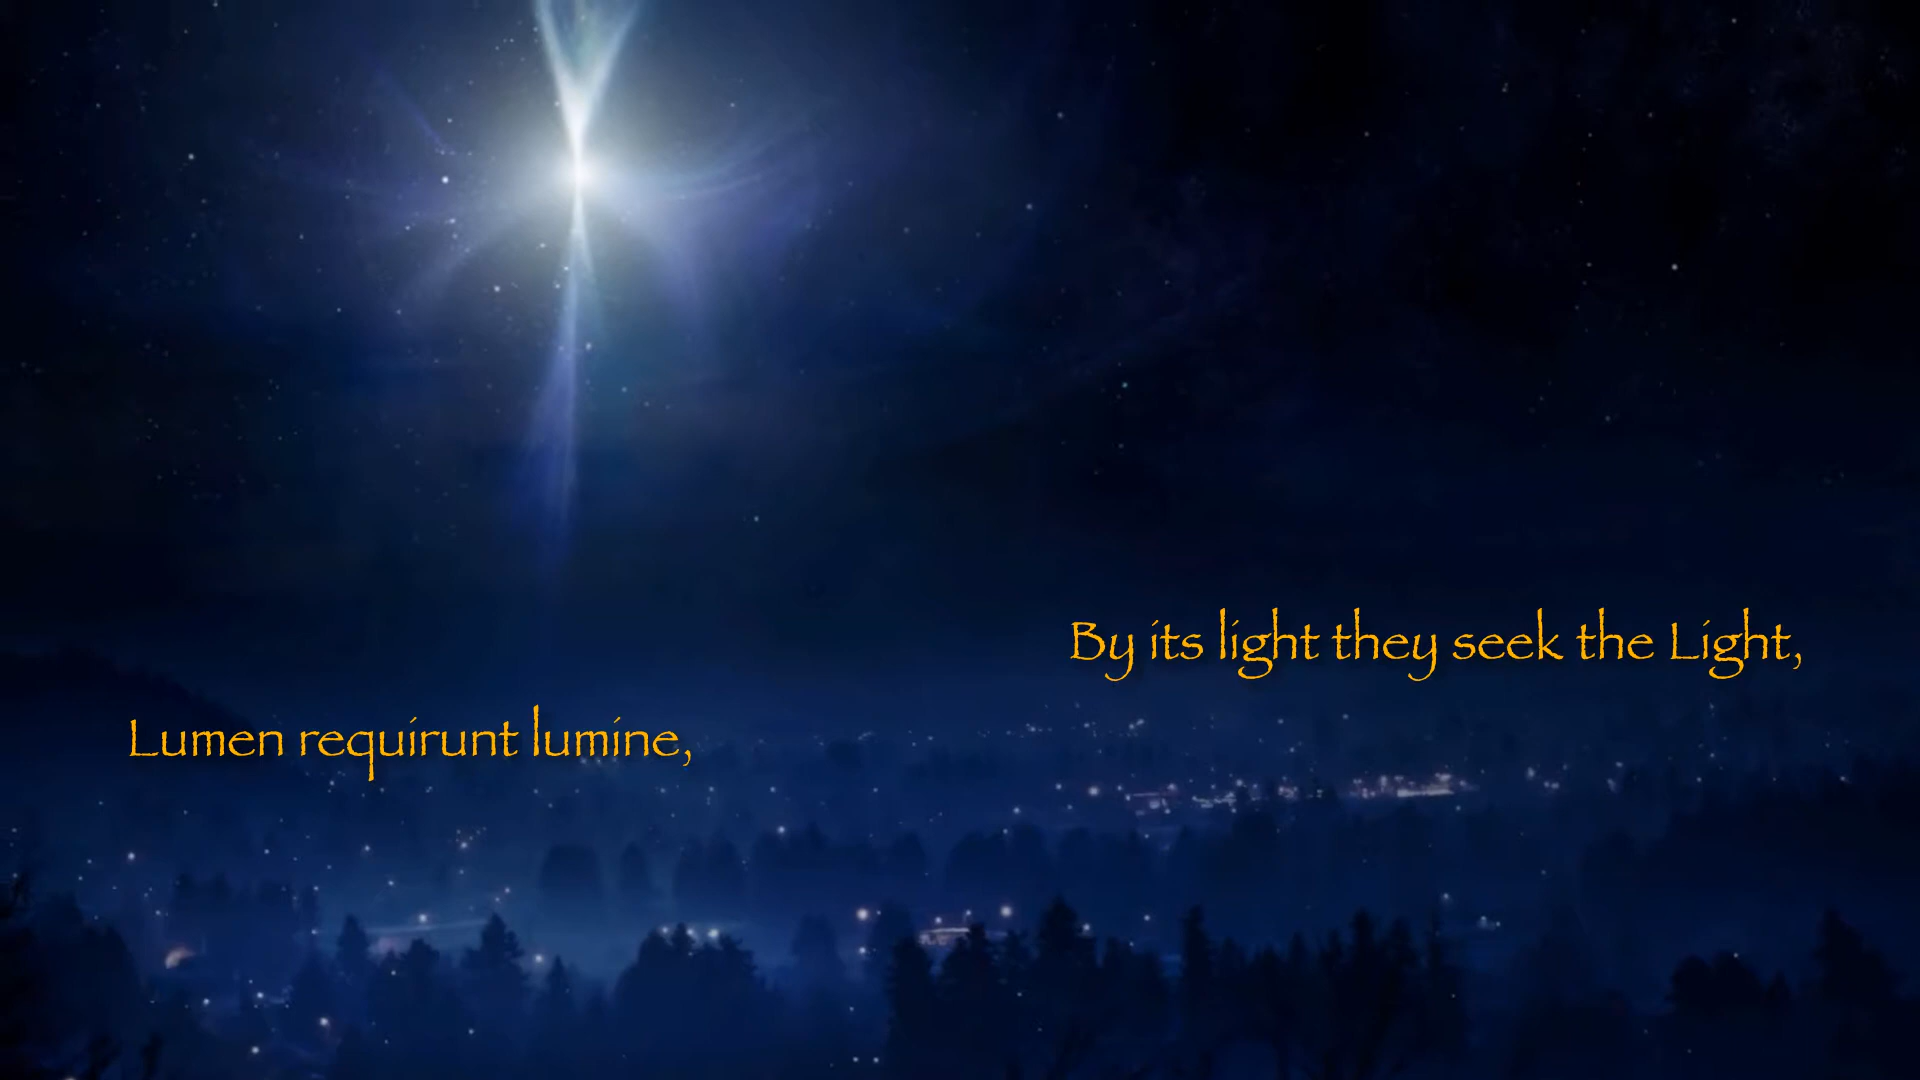 By its light they seek the Light,
Lumen requirunt lumine,